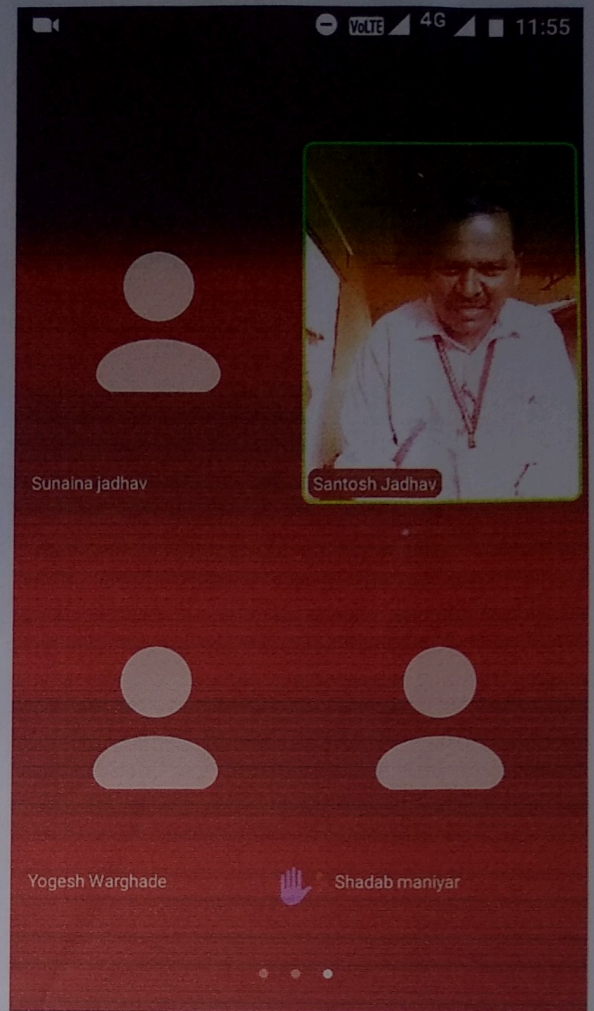 VoLTE 4G 11:55
Sunaina jadhav
Santosh Jadhav
Yogesh Warghade
Shadab maniyar